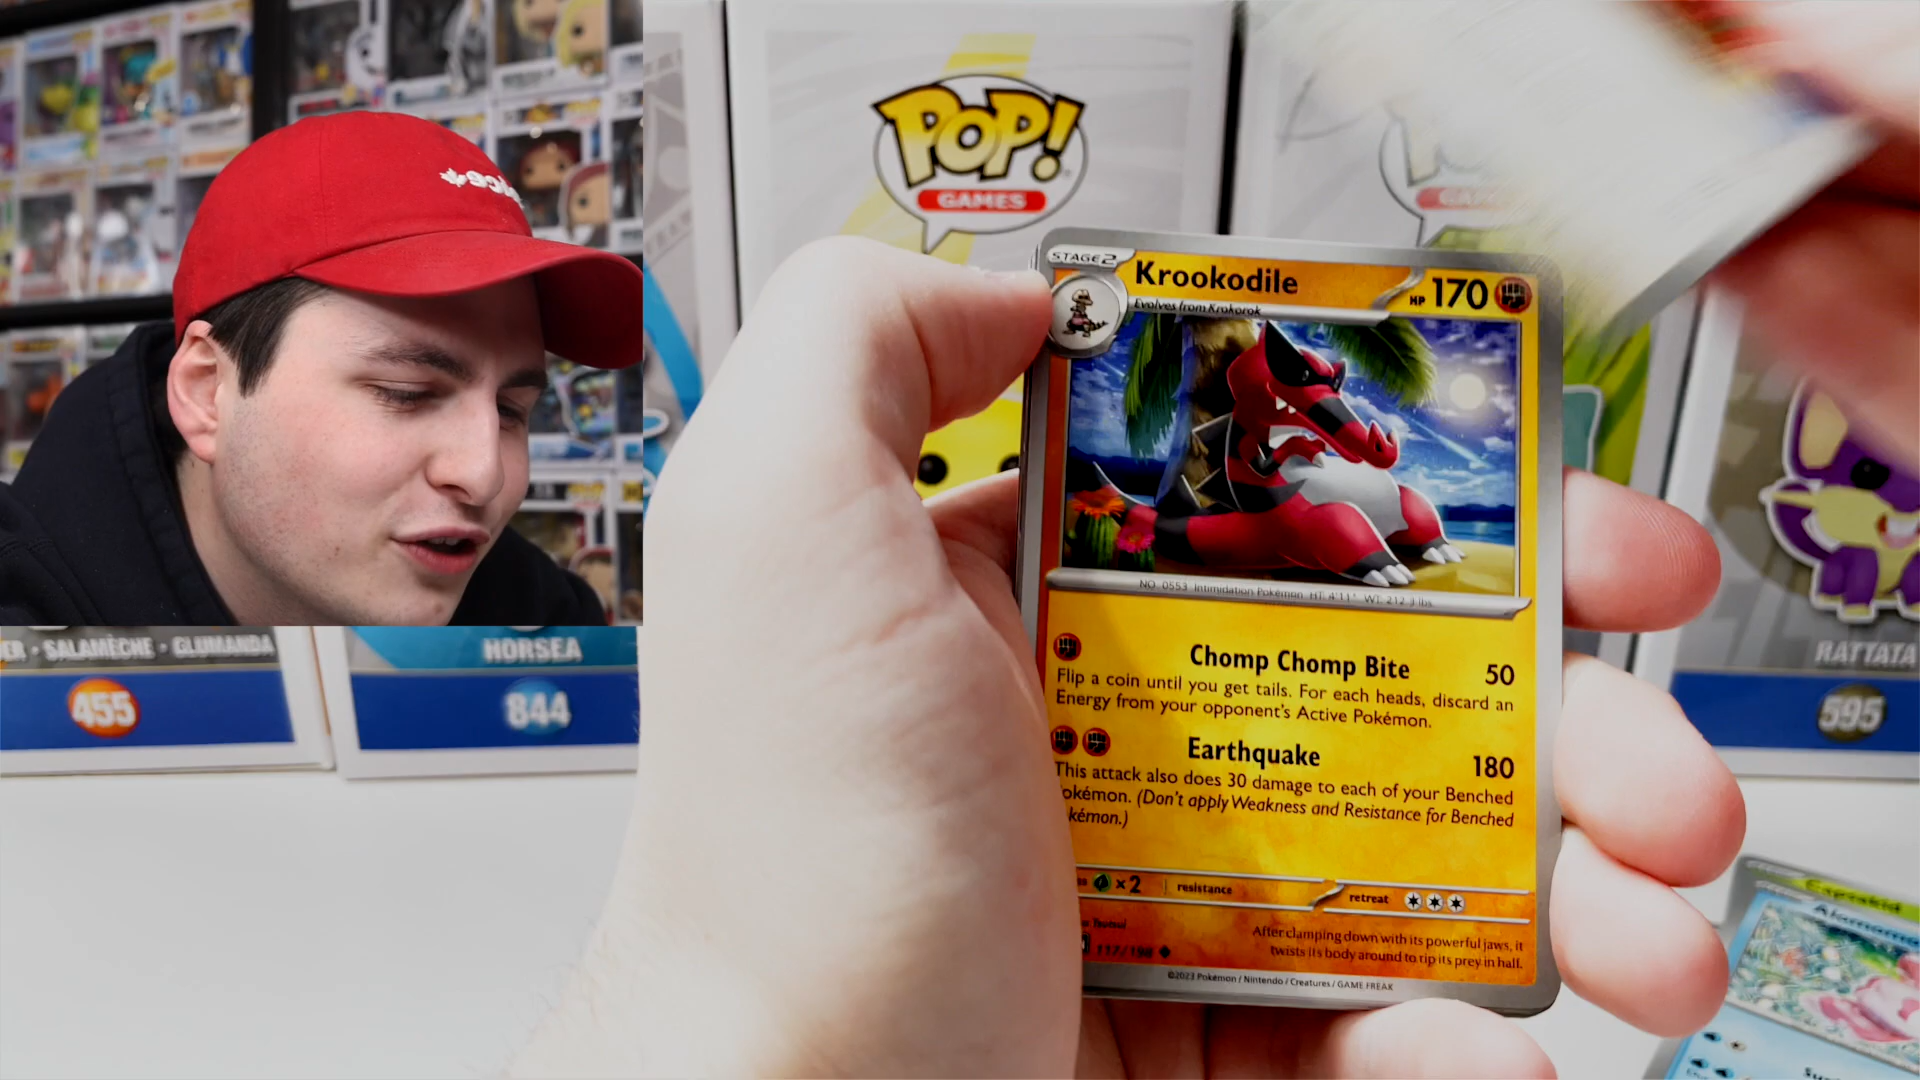 POP!
GAMES
STAGE2
Krookodile
HP 170
Evolves from Krokorok
NO. 0553 Intimidation Pokémon HT: 4'11" WT: 212.3 lbs.
Chomp Chomp Bite 50
Flip a coin until you get tails. For each heads, discard an
Energy from your opponent's Active Pokémon.
Earthquake 180
This attack also does 30 damage to each of your Benched
okémon. (Don't apply Weakness and Resistance for Benched
kémon.)
x2
resistance
retreat
117/198
After clamping down with its powerful jaws, it
twists its body around to rip its prey in half.
©2023 Pokémon / Nintendo / Creatures / GAME FREAK
ER • SALAMÈCHE • GLUMANDA
455
HORSEA
844
RATTATA
595